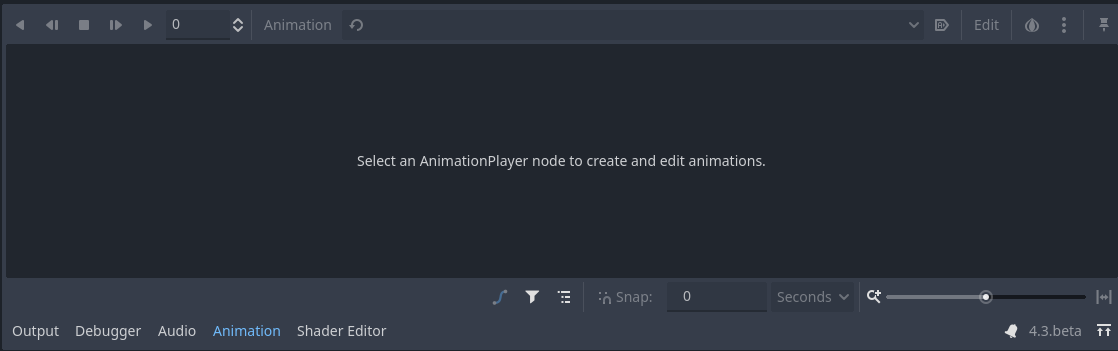 0 Animation Edit
Select an AnimationPlayer node to create and edit animations.
Snap: 0 Seconds
Output Debugger Audio Animation Shader Editor 4.3.beta